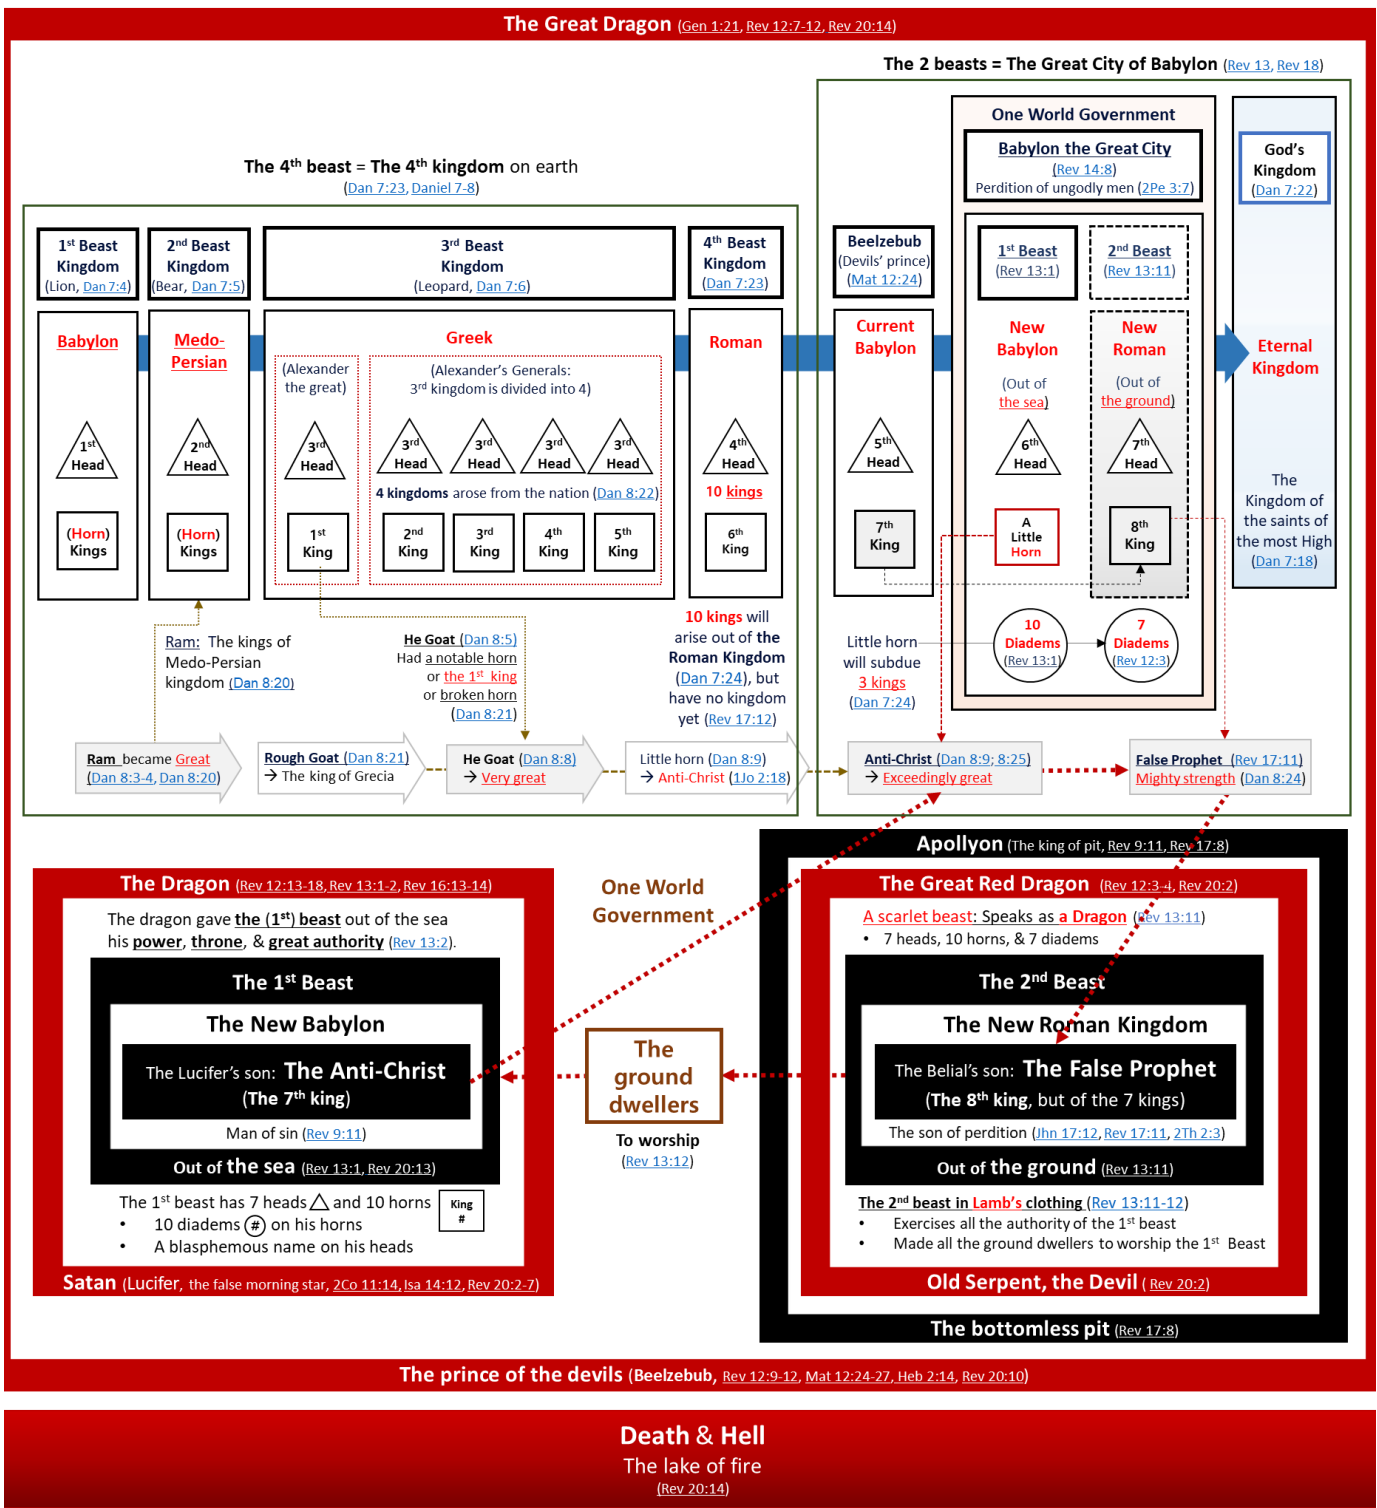 The Great Dragon (Gen 1:21, Rev 12:7-12, Rev 20:14)
The 2 beasts = The Great City of Babylon (Rev 13, Rev 18)
The 4th beast = The 4th kingdom on earth
(Dan 7:23, Daniel 7-8)
1st Beast
Kingdom
(Lion, Dan 7:4)
2nd Beast
Kingdom
(Bear, Dan 7:5)
3rd Beast
Kingdom
(Leopard, Dan 7:6)
4th Beast
Kingdom
(Dan 7:23)
Beelzebub
(Devils’ prince)
(Mat 12:24)
One World Government
Babylon the Great City
(Rev 14:8)
Perdition of ungodly men (2Pe 3:7)
1st Beast
(Rev 13:1)
2nd Beast
(Rev 13:11)
God’s
Kingdom
(Dan 7:22)
Babylon
1st
Head
(Horn)
Kings
Medo-
Persian
2nd
Head
(Horn)
Kings
Greek
(Alexander
the great)
3rd
Head
1st
King
(Alexander’s Generals:
3rd kingdom is divided into 4)
3rd
Head
3rd
Head
3rd
Head
3rd
Head
4 kingdoms arose from the nation (Dan 8:22)
2nd
King
3rd
King
4th
King
5th
King
Roman
4th
Head
10 kings
6th
King
Current
Babylon
5th
Head
7th
King
New
Babylon
(Out of
the sea)
6th
Head
A
Little
Horn
New
Roman
(Out of
the ground)
7th
Head
8th
King
Eternal
Kingdom
The
Kingdom of
the saints of
the most High
(Dan 7:18)
10
Diadems
(Rev 13:1)
7
Diadems
(Rev 12:3)
Ram: The kings of
Medo-Persian
kingdom (Dan 8:20)
He Goat (Dan 8:5)
Had a notable horn
or the 1st king
or broken horn
(Dan 8:21)
10 kings will
arise out of the
Roman Kingdom
(Dan 7:24), but
have no kingdom
yet (Rev 17:12)
Little horn
will subdue
3 kings
(Dan 7:24)
Ram became Great
(Dan 8:3-4, Dan 8:20)
Rough Goat (Dan 8:21)
→ The king of Grecia
He Goat (Dan 8:8)
→ Very great
Little horn (Dan 8:9)
→ Anti-Christ (1Jo 2:18)
Anti-Christ (Dan 8:9; 8:25)
→ Exceedingly great
False Prophet (Rev 17:11)
Mighty strength (Dan 8:24)
The Dragon (Rev 12:13-18, Rev 13:1-2, Rev 16:13-14)
The dragon gave the (1st) beast out of the sea
his power, throne, & great authority (Rev 13:2).
The 1st Beast
The New Babylon
The Lucifer’s son: The Anti-Christ
(The 7th king)
Man of sin (Rev 9:11)
Out of the sea (Rev 13:1, Rev 20:13)
The 1st beast has 7 heads and 10 horns
King
#
• 10 diadems # on his horns
• A blasphemous name on his heads
Satan (Lucifer, the false morning star, 2Co 11:14, Isa 14:12, Rev 20:2-7)
One World
Government
The
ground
dwellers
To worship
(Rev 13:12)
Apollyon (The king of pit, Rev 9:11, Rev 17:8)
The Great Red Dragon (Rev 12:3-4, Rev 20:2)
A scarlet beast: Speaks as a Dragon (Rev 13:11)
• 7 heads, 10 horns, & 7 diadems
The 2nd Beast
The New Roman Kingdom
The Belial’s son: The False Prophet
(The 8th king, but of the 7 kings)
The son of perdition (Jhn 17:12, Rev 17:11, 2Th 2:3)
Out of the ground (Rev 13:11)
The 2nd beast in Lamb’s clothing (Rev 13:11-12)
• Exercises all the authority of the 1st beast
• Made all the ground dwellers to worship the 1st Beast
Old Serpent, the Devil ( Rev 20:2)
The bottomless pit (Rev 17:8)
The prince of the devils (Beelzebub, Rev 12:9-12, Mat 12:24-27, Heb 2:14, Rev 20:10)
Death & Hell
The lake of fire
(Rev 20:14)